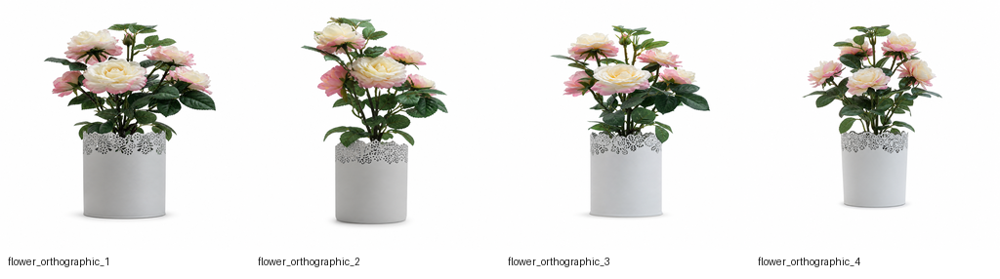 flower_orthographic_1
flower_orthographic_2
flower_orthographic_3
flower_orthographic_4